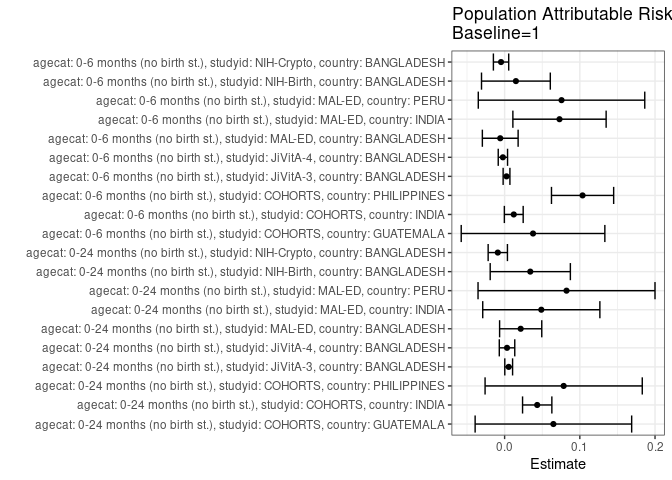 Population Attributable Risk
Baseline=1
agecat: 0-6 months (no birth st.), studyid: NIH-Crypto, country: BANGLADESH
agecat: 0-6 months (no birth st.), studyid: NIH-Birth, country: BANGLADESH
agecat: 0-6 months (no birth st.), studyid: MAL-ED, country: PERU
agecat: 0-6 months (no birth st.), studyid: MAL-ED, country: INDIA
agecat: 0-6 months (no birth st.), studyid: MAL-ED, country: BANGLADESH
agecat: 0-6 months (no birth st.), studyid: JiVitA-4, country: BANGLADESH
agecat: 0-6 months (no birth st.), studyid: JiVitA-3, country: BANGLADESH
agecat: 0-6 months (no birth st.), studyid: COHORTS, country: PHILIPPINES
agecat: 0-6 months (no birth st.), studyid: COHORTS, country: INDIA
agecat: 0-6 months (no birth st.), studyid: COHORTS, country: GUATEMALA
agecat: 0-24 months (no birth st.), studyid: NIH-Crypto, country: BANGLADESH
agecat: 0-24 months (no birth st.), studyid: NIH-Birth, country: BANGLADESH
agecat: 0-24 months (no birth st.), studyid: MAL-ED, country: PERU
agecat: 0-24 months (no birth st.), studyid: MAL-ED, country: INDIA
agecat: 0-24 months (no birth st.), studyid: MAL-ED, country: BANGLADESH
agecat: 0-24 months (no birth st.), studyid: JiVitA-4, country: BANGLADESH
agecat: 0-24 months (no birth st.), studyid: JiVitA-3, country: BANGLADESH
agecat: 0-24 months (no birth st.), studyid: COHORTS, country: PHILIPPINES
agecat: 0-24 months (no birth st.), studyid: COHORTS, country: INDIA
agecat: 0-24 months (no birth st.), studyid: COHORTS, country: GUATEMALA
0.0 0.1 0.2
Estimate